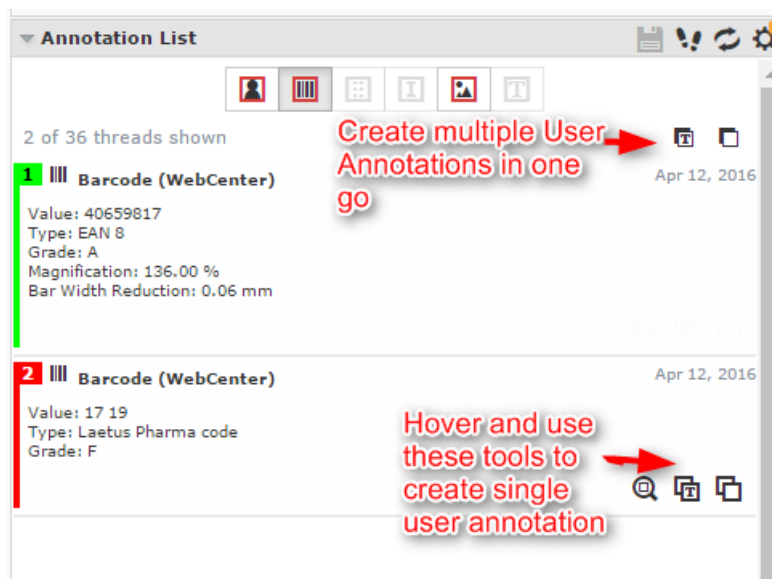 Annotation List
2 of 36 threads shown
Create multiple User
Annotations in one
go
1 Barcode (WebCenter)
Apr 12, 2016
Value: 40659817
Type: EAN 8
Grade: A
Magnification: 136.00 %
Bar Width Reduction: 0.06 mm
2 Barcode (WebCenter)
Apr 12, 2016
Value: 17 19
Type: Laetus Pharma code
Grade: F
Hover and use
these tools to
create single
user annotation